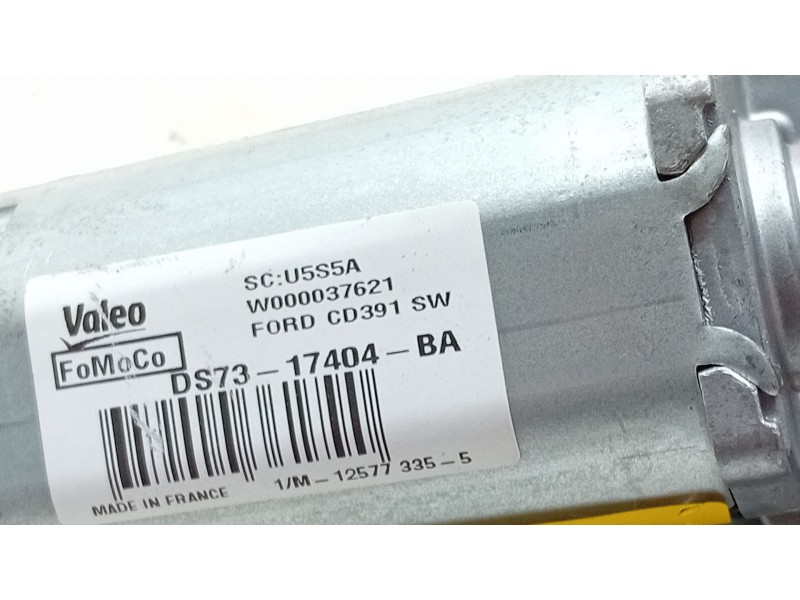 SC:U5S5A
W000037621
FORD CD391 SW
Valeo
FoMoCo
DS73-17404-BA
MADE IN FRANCE
1/M-12577 335-5